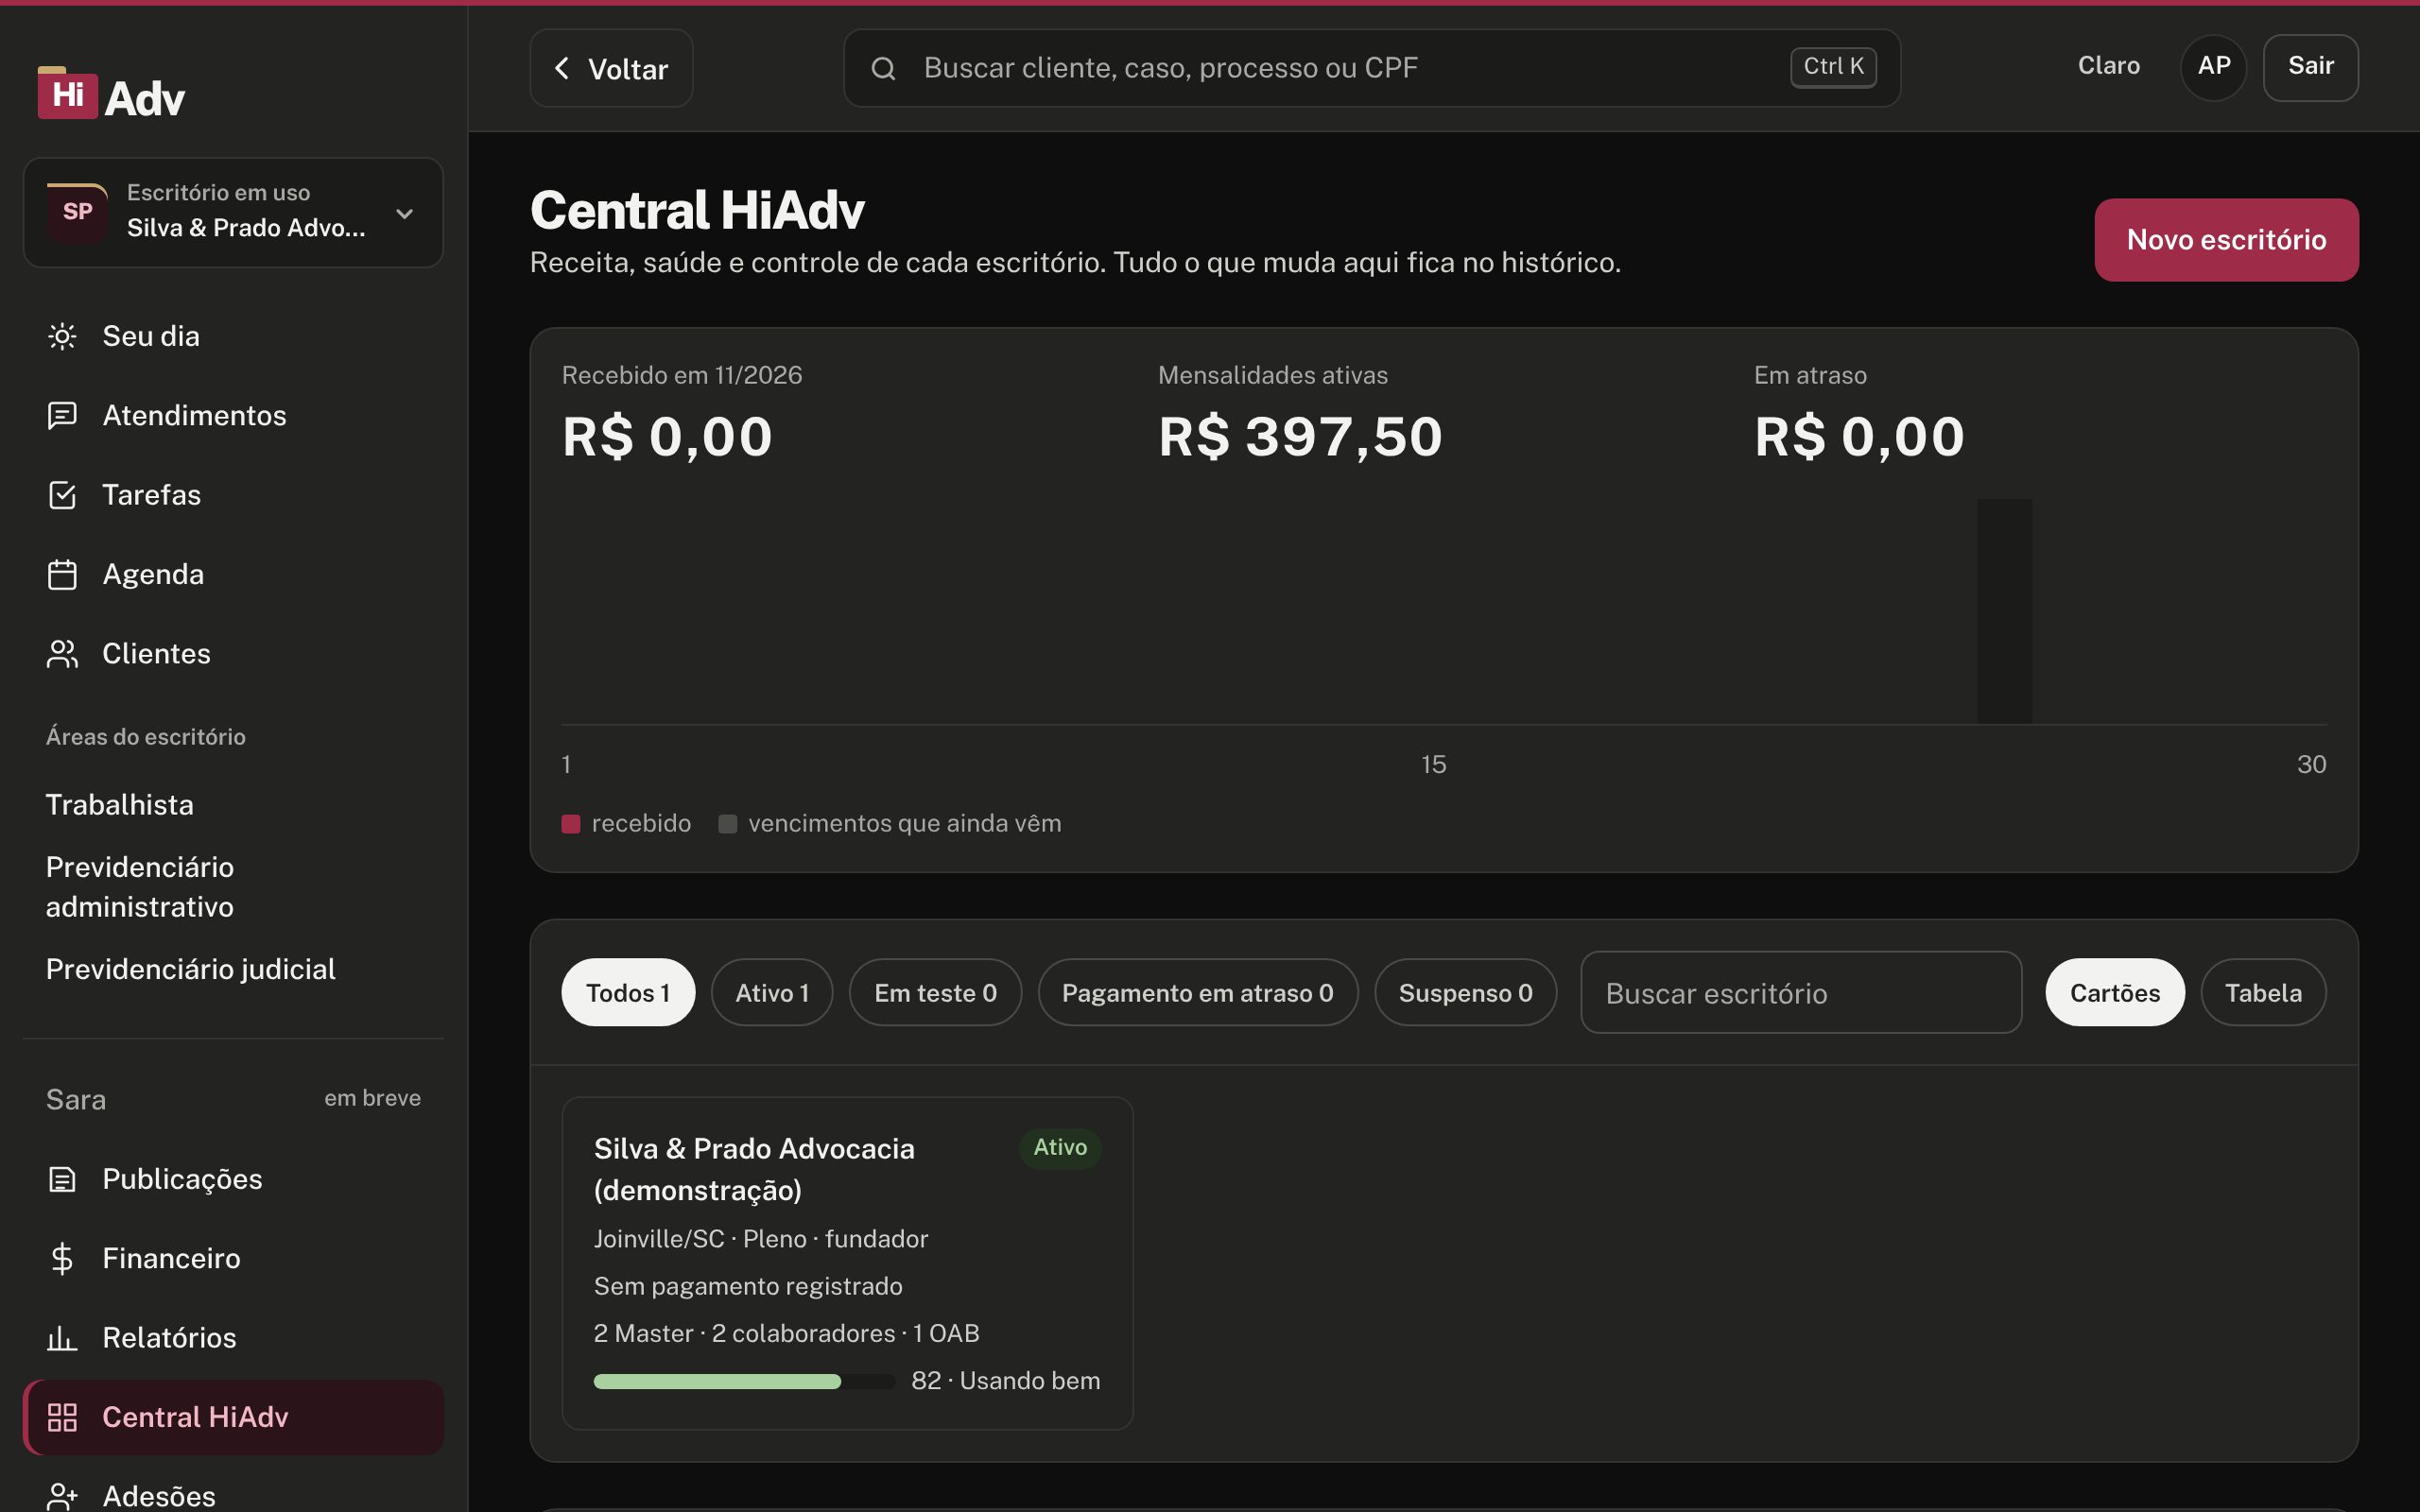 Hi Adv
Escritório em uso
SP
Silva & Prado Advo...
Seu dia
Atendimentos
Tarefas
Agenda
Clientes
Áreas do escritório
Trabalhista
Previdenciário
administrativo
Previdenciário judicial
Sara em breve
Publicações
Financeiro
Relatórios
Central HiAdv
Adesões
Voltar
Buscar cliente, caso, processo ou CPF
Ctrl K
Claro
AP
Sair
Central HiAdv
Receita, saúde e controle de cada escritório. Tudo o que muda aqui fica no histórico.
Novo escritório
Recebido em 11/2026
R$ 0,00
Mensalidades ativas
R$ 397,50
Em atraso
R$ 0,00
1 15 30
recebido vencimentos que ainda vêm
Todos 1
Ativo 1
Em teste 0
Pagamento em atraso 0
Suspenso 0
Buscar escritório
Cartões
Tabela
Silva & Prado Advocacia
(demonstração)
Ativo
Joinville/SC · Pleno · fundador
Sem pagamento registrado
2 Master · 2 colaboradores · 1 OAB
82 · Usando bem